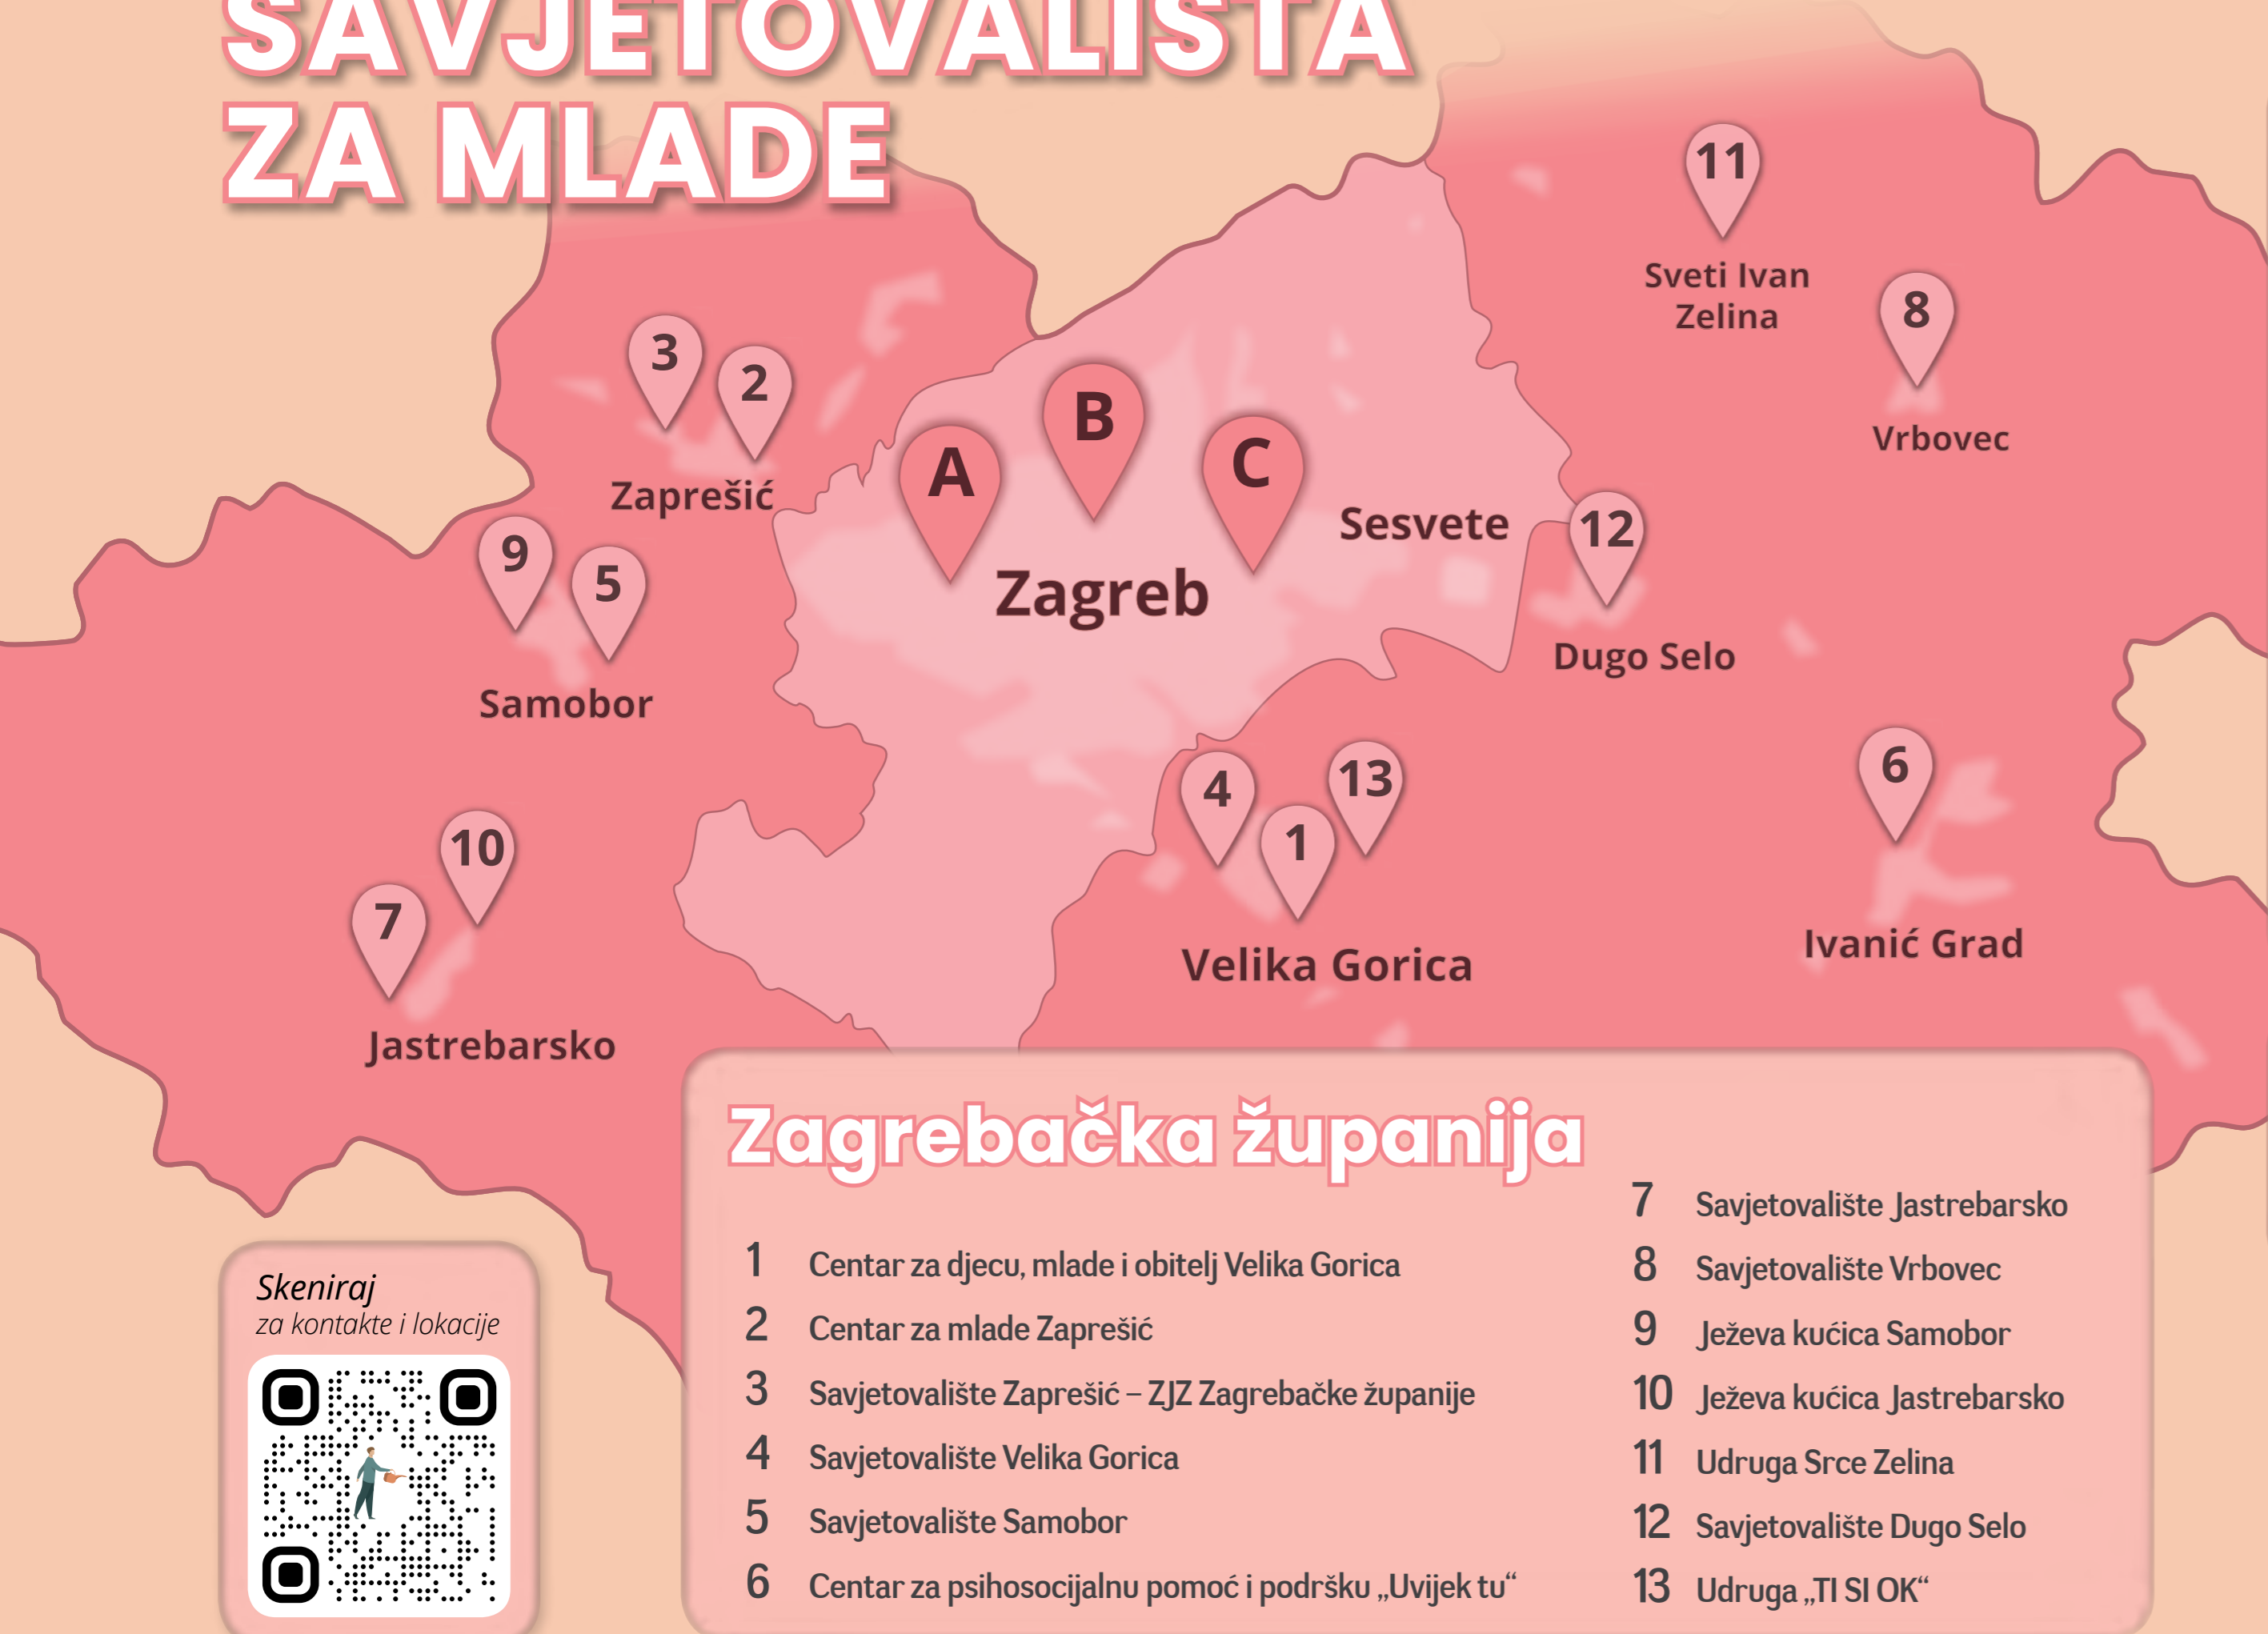 SAVJETOVALIŠTA
ZA MLADE
11
Sveti Ivan
Zelina
8
Vrbovec
3
2
Zaprešić
A
B
C
Sesvete
Zagreb
12
Dugo Selo
9
5
Samobor
4
13
1
Velika Gorica
6
Ivanić Grad
10
7
Jastrebarsko
Zagrebačka županija
1 Centar za djecu, mlade i obitelj Velika Gorica
2 Centar za mlade Zaprešić
3 Savjetovalište Zaprešić – ZJZ Zagrebačke županije
4 Savjetovalište Velika Gorica
5 Savjetovalište Samobor
6 Centar za psihosocijalnu pomoć i podršku „Uvijek tu“
7 Savjetovalište Jastrebarsko
8 Savjetovalište Vrbovec
9 Ježeva kućica Samobor
10 Ježeva kućica Jastrebarsko
11 Udruga Srce Zelina
12 Savjetovalište Dugo Selo
13 Udruga „TI SI OK“
Skeniraj
za kontakte i lokacije